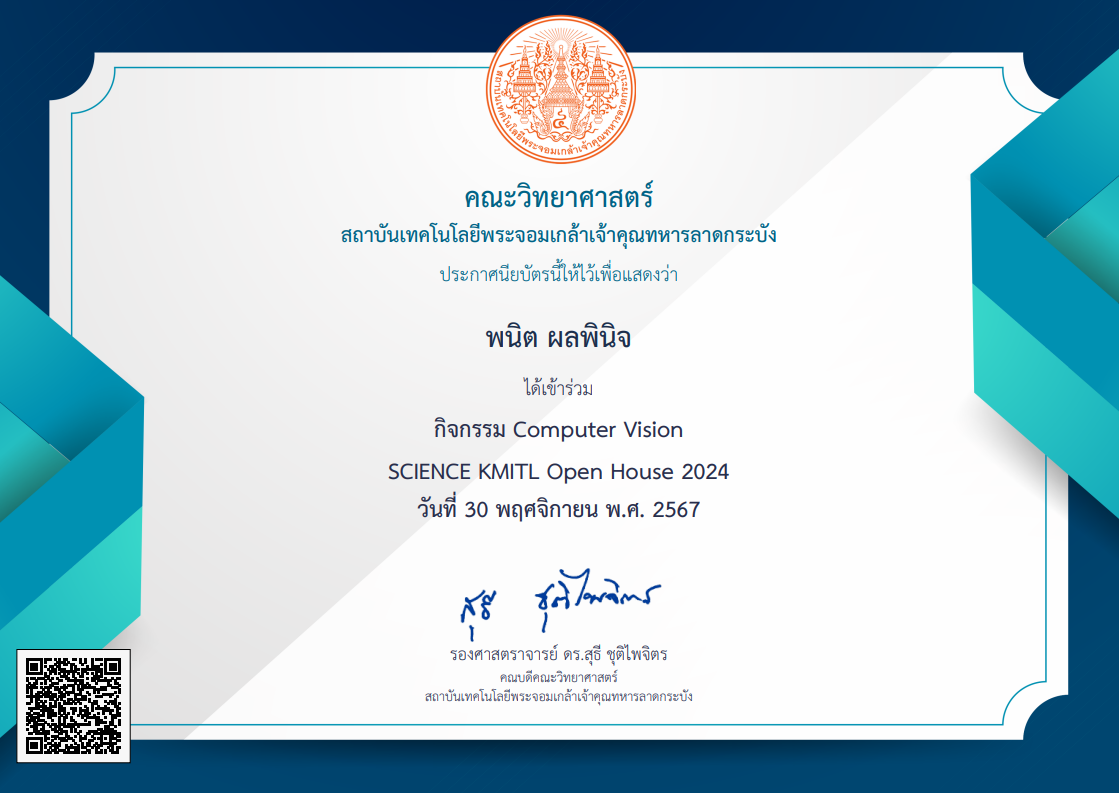 สถาบันเทคโนโลยีพระจอมเกล้าเจ้าคุณทหารลาดกระบัง
คณะวิทยาศาสตร์
สถาบันเทคโนโลยีพระจอมเกล้าเจ้าคุณทหารลาดกระบัง
ประกาศนียบัตรนี้ให้ไว้เพื่อแสดงว่า
พนิต ผลพินิจ
ได้เข้าร่วม
กิจกรรม Computer Vision
SCIENCE KMITL Open House 2024
วันที่ 30 พฤศจิกายน พ.ศ. 2567
สุธี ชุติไพจิตร
รองศาสตราจารย์ ดร.สุธี ชุติไพจิตร
คณบดีคณะวิทยาศาสตร์
สถาบันเทคโนโลยีพระจอมเกล้าเจ้าคุณทหารลาดกระบัง